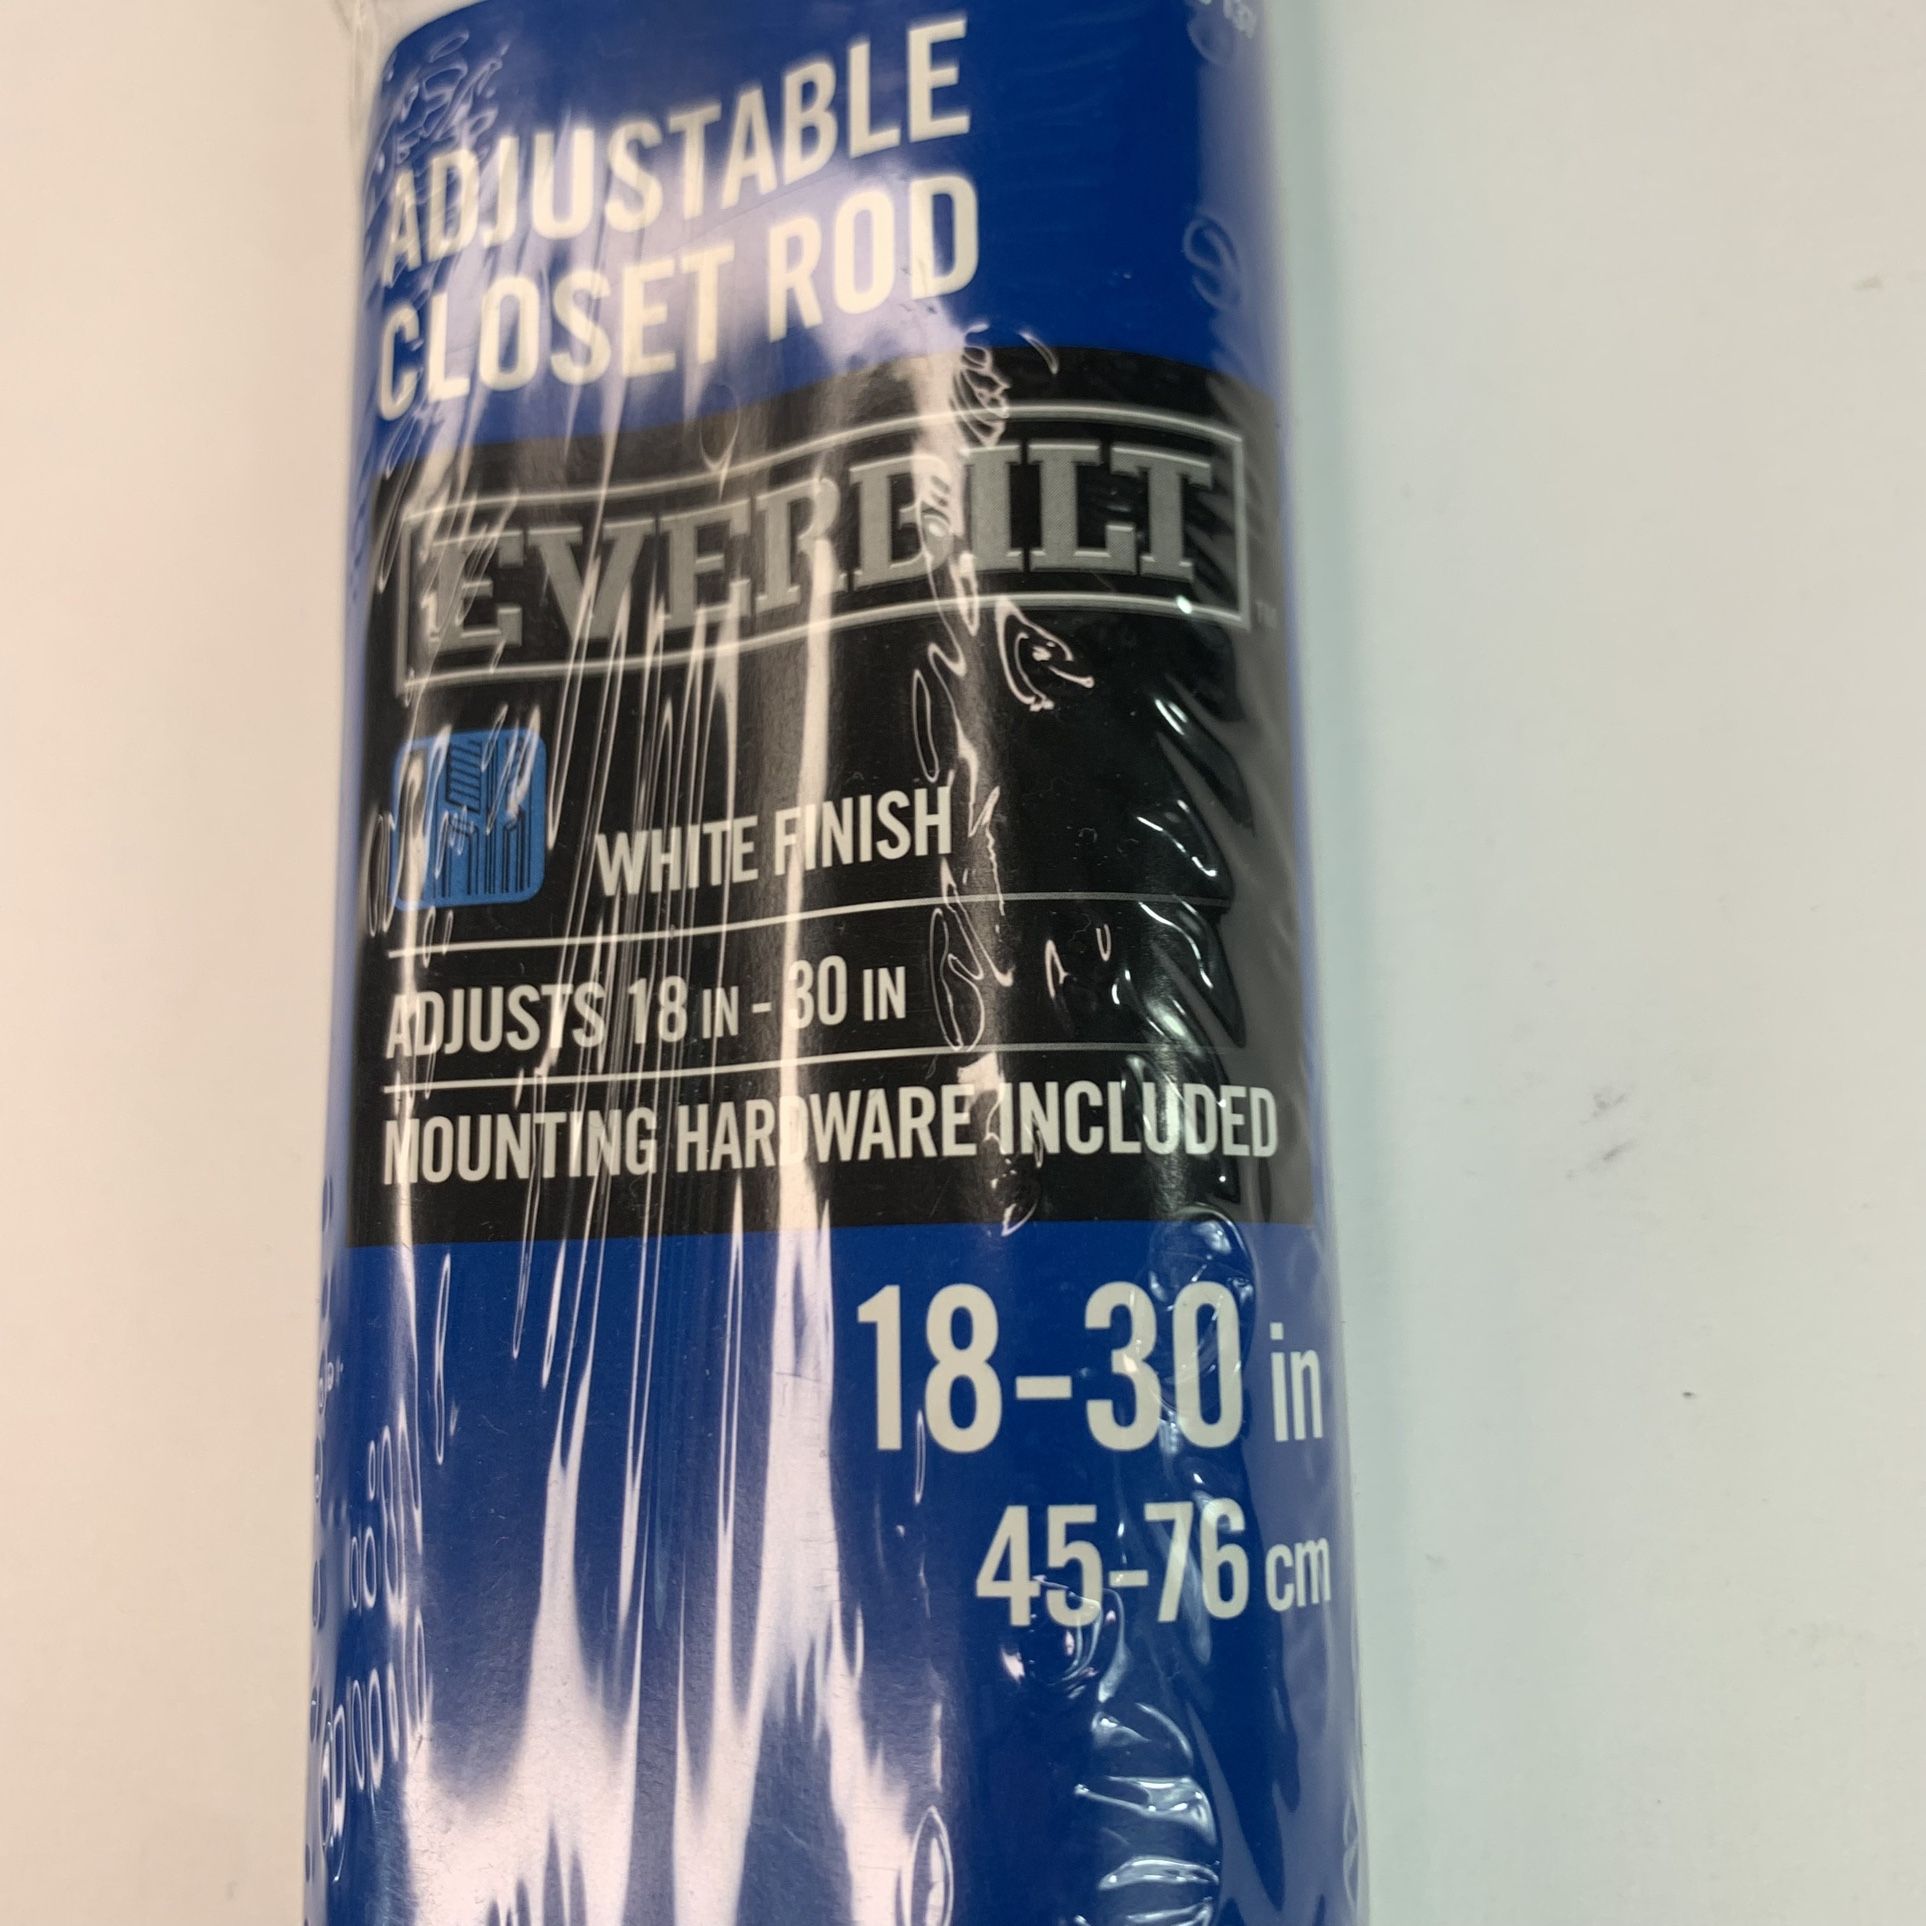 ADJUSTABLE
CLOSET ROD
EVERBILT
WHITE FINISH
ADJUSTS 18 IN - 30 IN
MOUNTING HARDWARE INCLUDED
18-30 in
45-76 cm